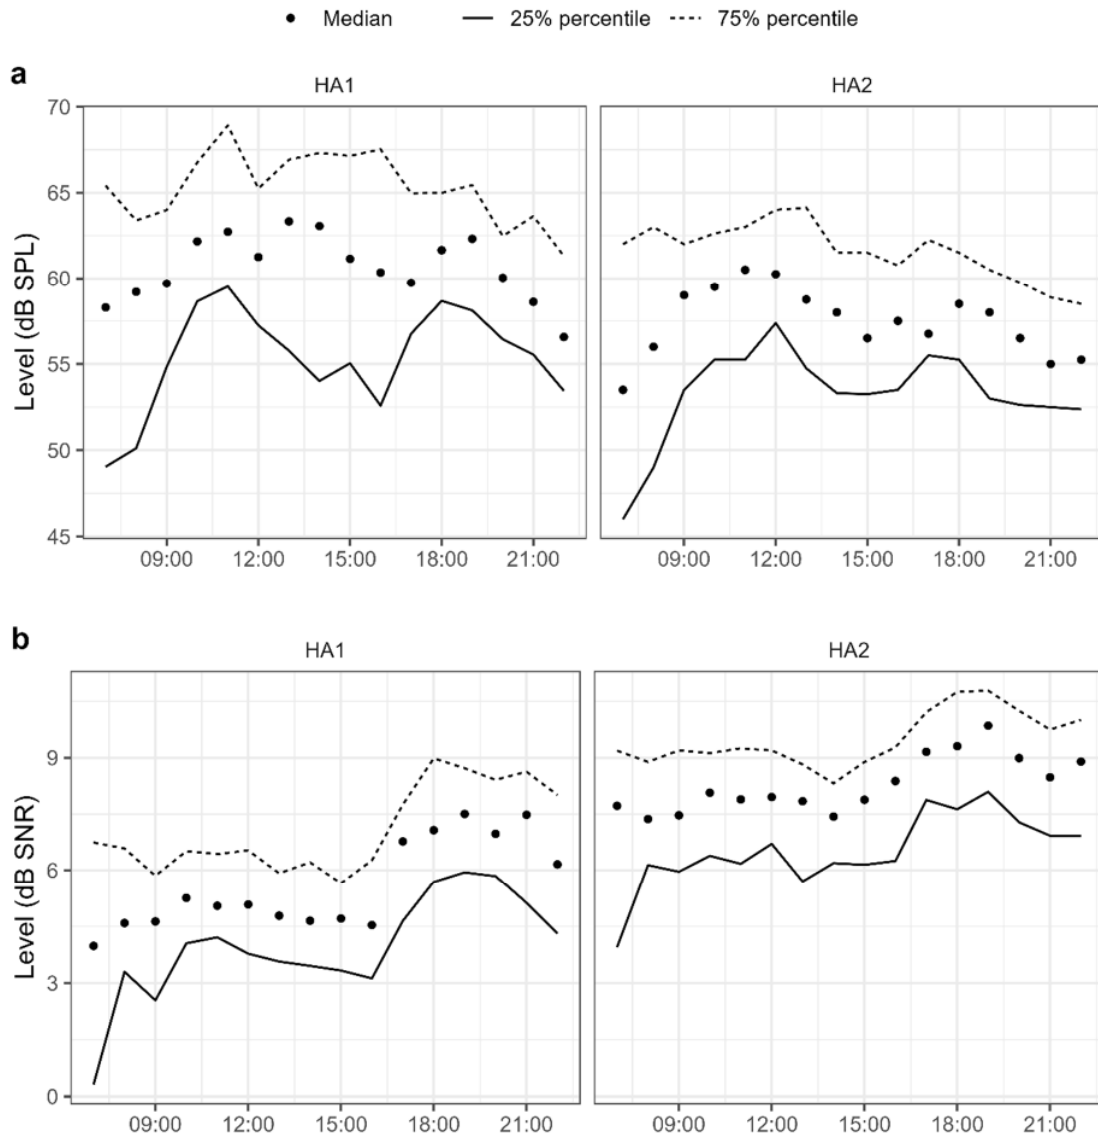 Median 25% percentile 75% percentile
a
HA1 HA2
Level (dB SPL)
70
65
60
55
50
45
09:00 12:00 15:00 18:00 21:00 09:00 12:00 15:00 18:00 21:00
b
HA1 HA2
Level (dB SNR)
9
6
3
0
09:00 12:00 15:00 18:00 21:00 09:00 12:00 15:00 18:00 21:00